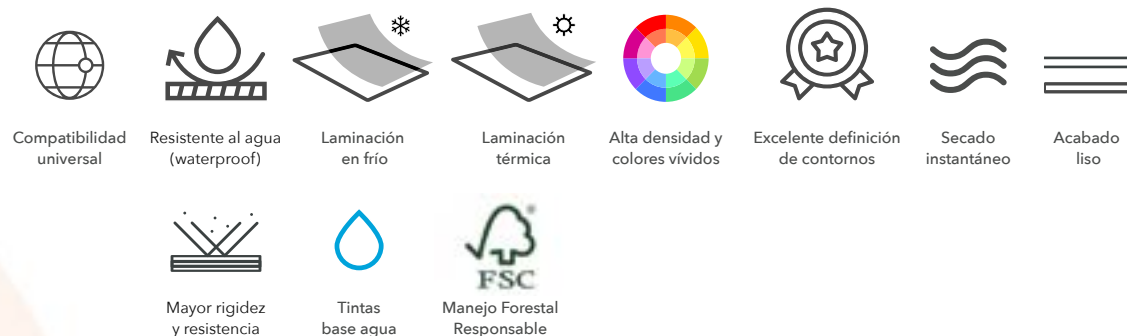 Compatibilidad
universal
Resistente al agua
(waterproof)
Laminación
en frío
Laminación
térmica
Alta densidad y
colores vívidos
Excelente definición
de contornos
Secado
instantáneo
Acabado
liso
Mayor rigidez
y resistencia
Tintas
base agua
®
FSC
Manejo Forestal
Responsable